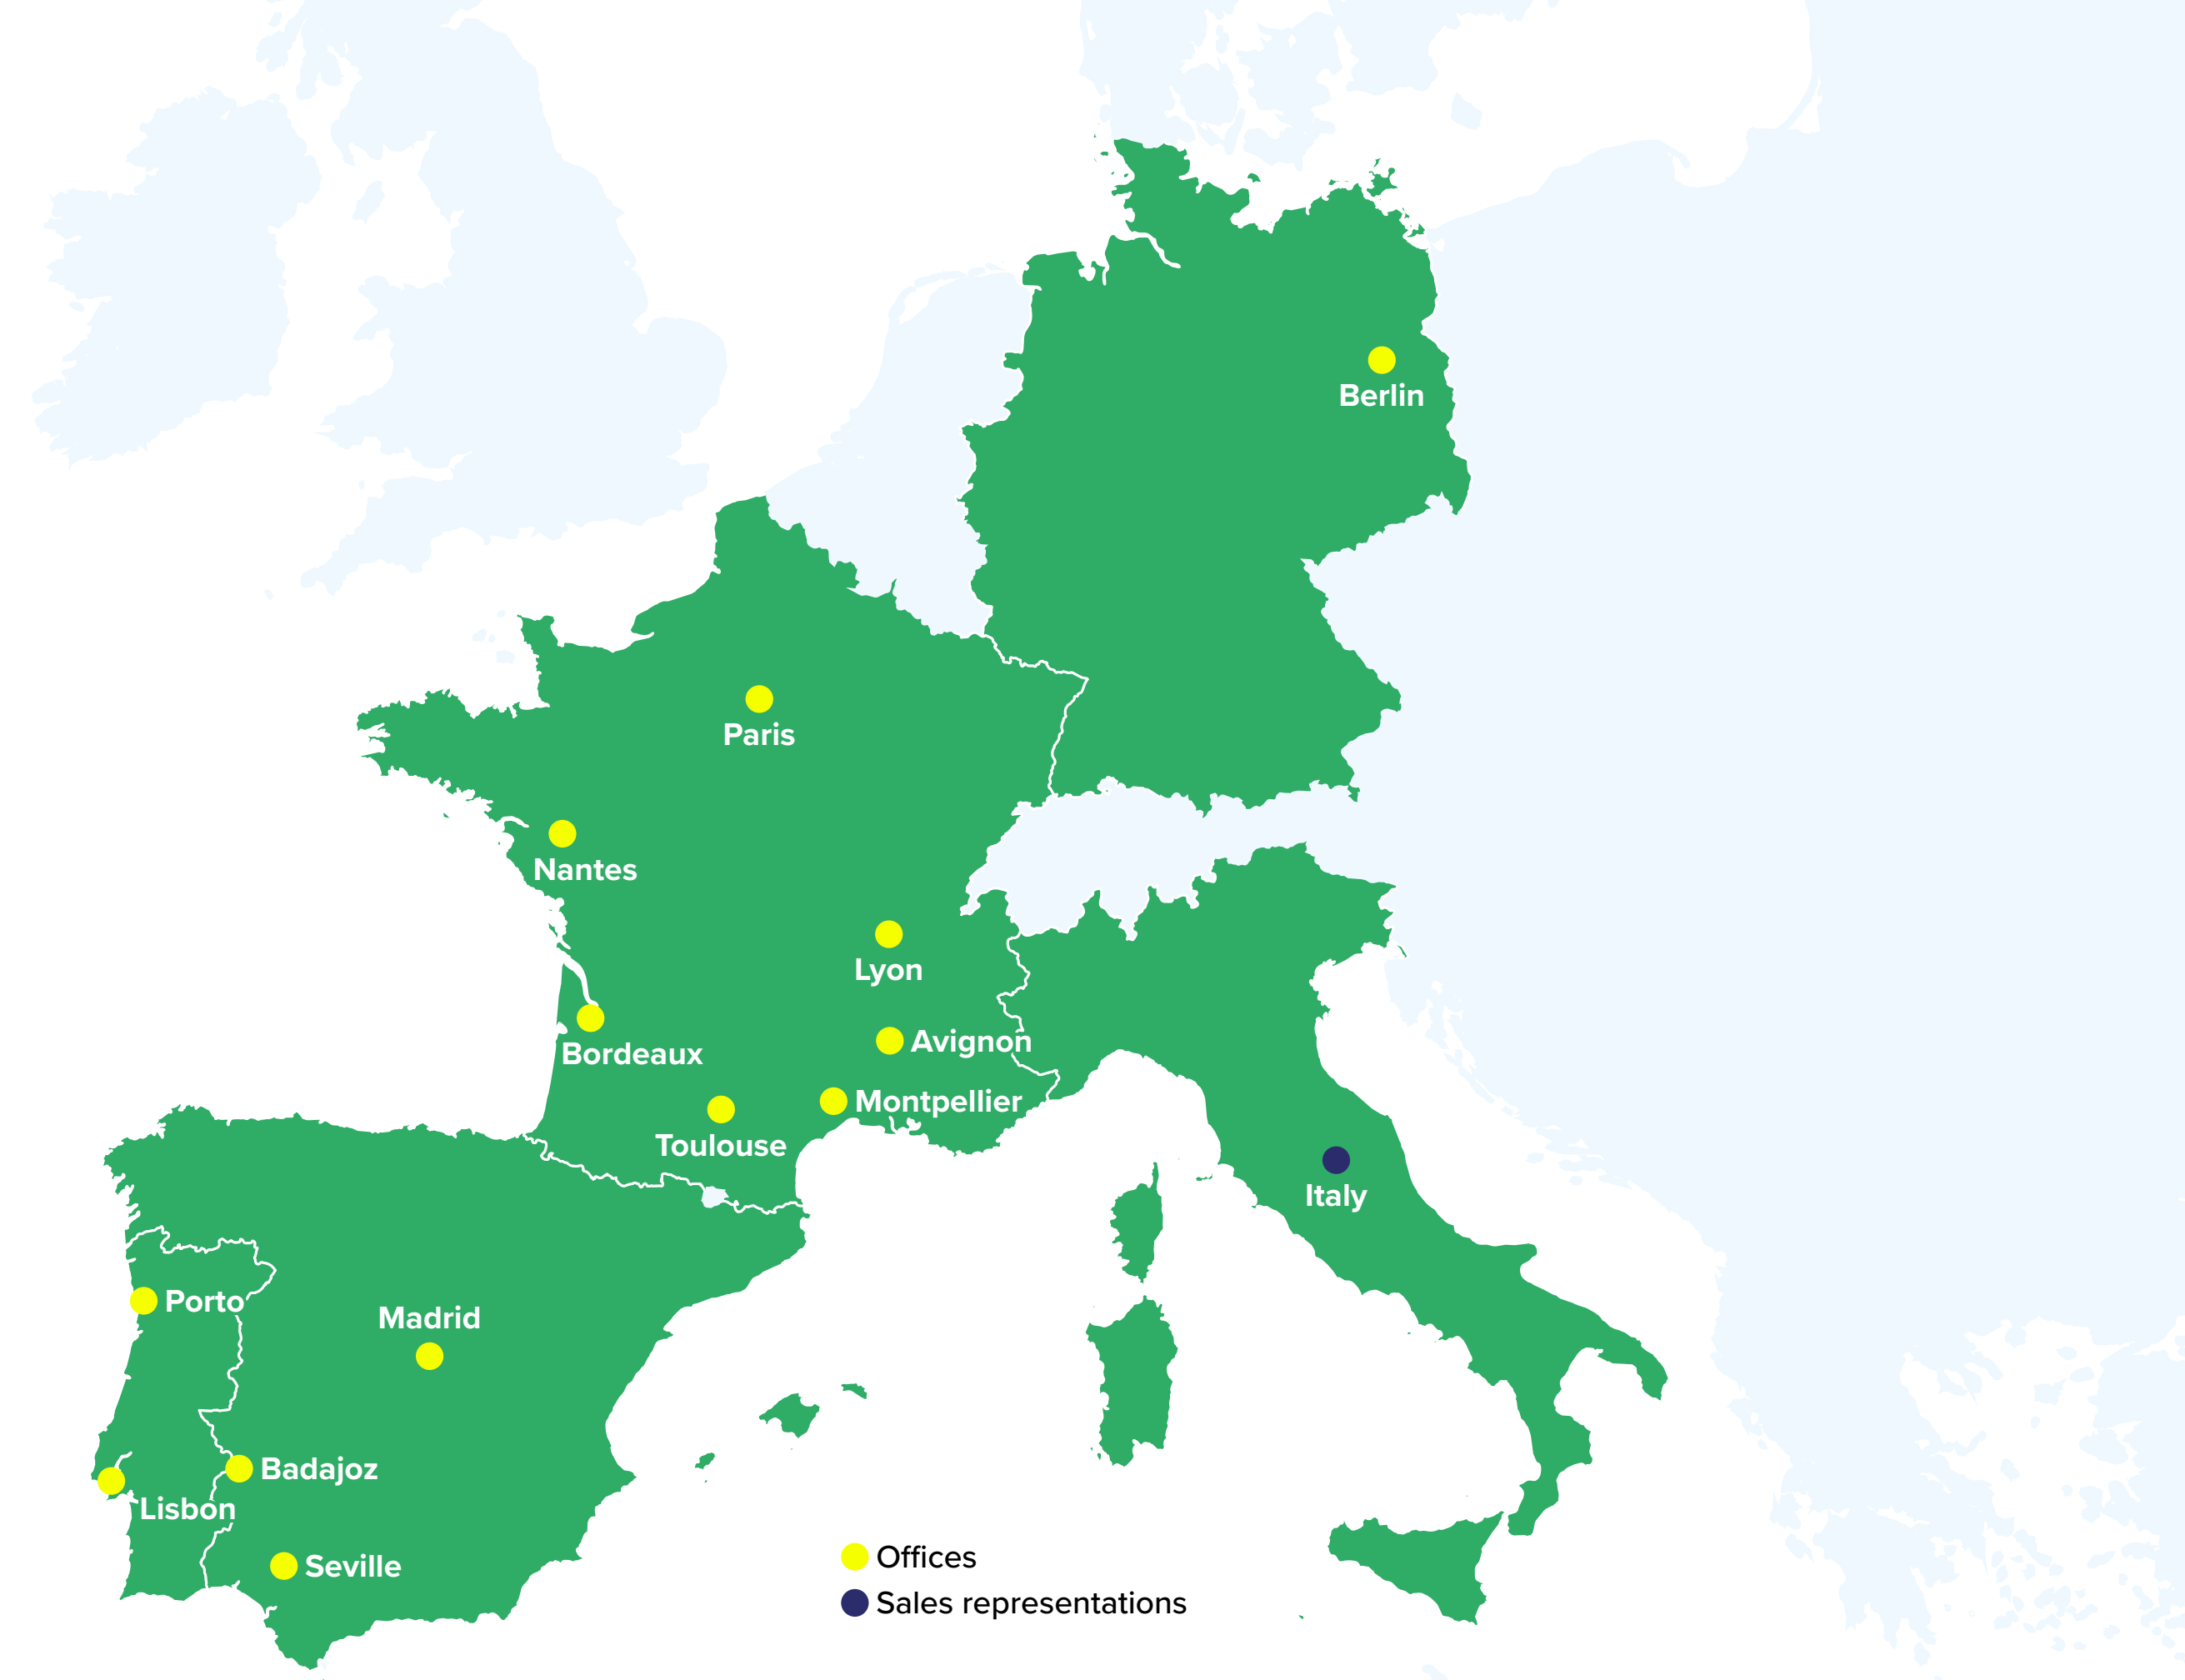 Berlin
Paris
Nantes
Lyon
Avignon
Bordeaux
Montpellier
Toulouse
Italy
Porto
Madrid
Badajoz
Lisbon
Seville
Offices
Sales representations